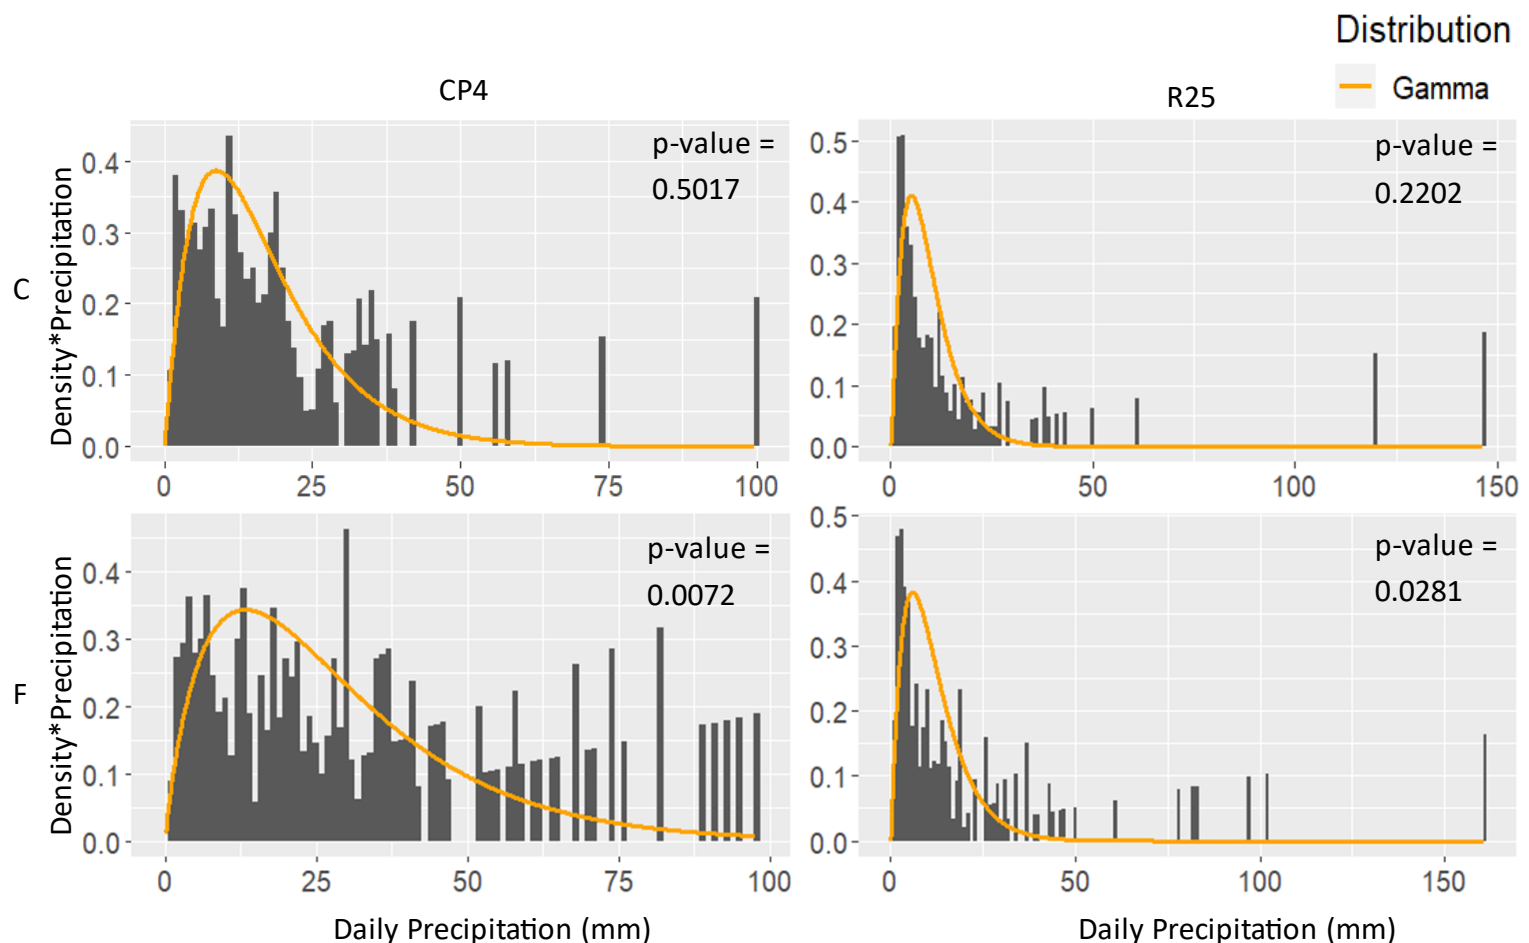 Distribution
Gamma
CP4
R25
C
Density*Precipitation
0.4
0.3
0.2
0.1
0.0
p-value =
0.5017
0 25 50 75 100
0.5
0.4
0.3
0.2
0.1
0.0
p-value =
0.2202
0 50 100 150
F
Density*Precipitation
0.4
0.3
0.2
0.1
0.0
p-value =
0.0072
0 25 50 75 100
Daily Precipitation (mm)
0.5
0.4
0.3
0.2
0.1
0.0
p-value =
0.0281
0 50 100 150
Daily Precipitation (mm)